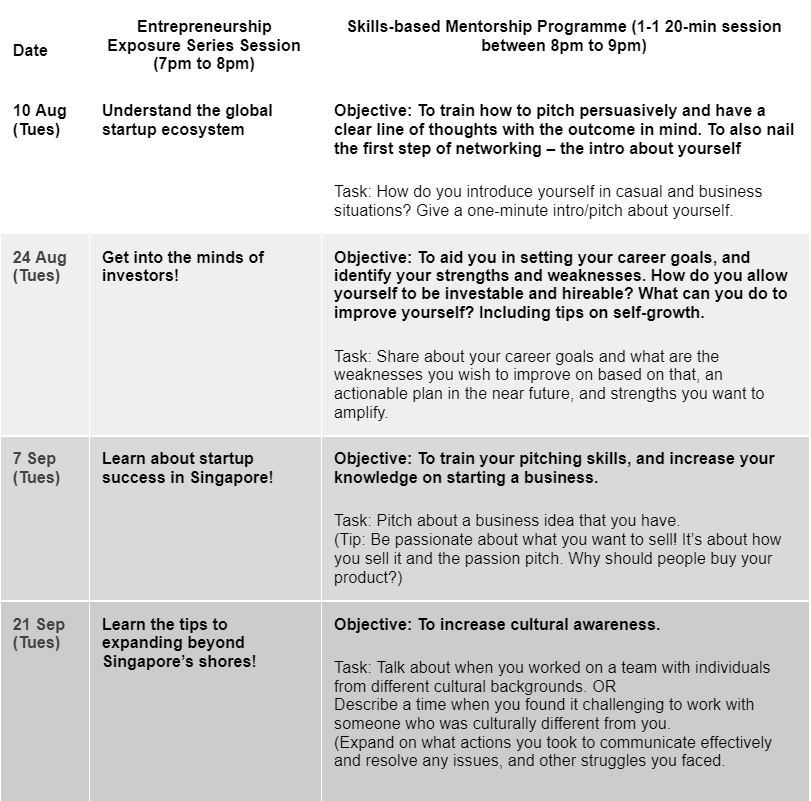 Date
Entrepreneurship
Exposure Series Session
(7pm to 8pm)
Skills-based Mentorship Programme (1-1 20-min session
between 8pm to 9pm)
10 Aug
(Tues)
Understand the global
startup ecosystem
Objective: To train how to pitch persuasively and have a
clear line of thoughts with the outcome in mind. To also nail
the first step of networking – the intro about yourself
Task: How do you introduce yourself in casual and business
situations? Give a one-minute intro/pitch about yourself.
24 Aug
(Tues)
Get into the minds of
investors!
Objective: To aid you in setting your career goals, and
identify your strengths and weaknesses. How do you allow
yourself to be investable and hireable? What can you do to
improve yourself? Including tips on self-growth.
Task: Share about your career goals and what are the
weaknesses you wish to improve on based on that, an
actionable plan in the near future, and strengths you want to
amplify.
7 Sep
(Tues)
Learn about startup
success in Singapore!
Objective: To train your pitching skills, and increase your
knowledge on starting a business.
Task: Pitch about a business idea that you have.
(Tip: Be passionate about what you want to sell! It’s about how
you sell it and the passion pitch. Why should people buy your
product?)
21 Sep
(Tues)
Learn the tips to
expanding beyond
Singapore’s shores!
Objective: To increase cultural awareness.
Task: Talk about when you worked on a team with individuals
from different cultural backgrounds. OR
Describe a time when you found it challenging to work with
someone who was culturally different from you.
(Expand on what actions you took to communicate effectively
and resolve any issues, and other struggles you faced.